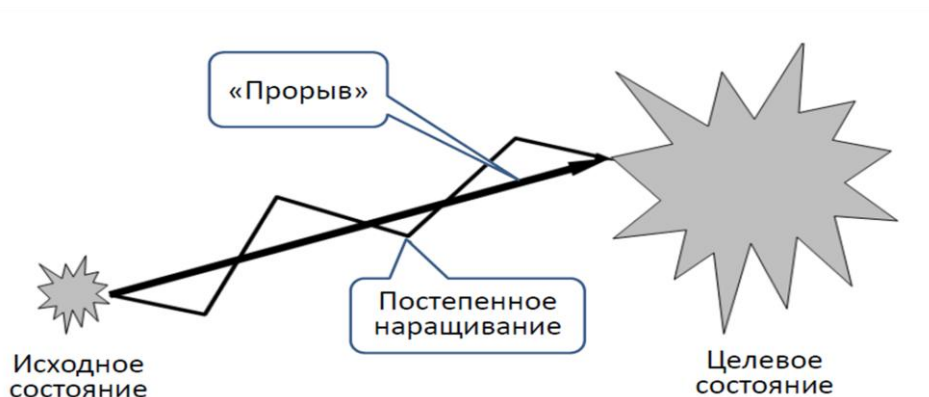 «Прорыв»
Постепенное
наращивание
Исходное
состояние
Целевое
состояние